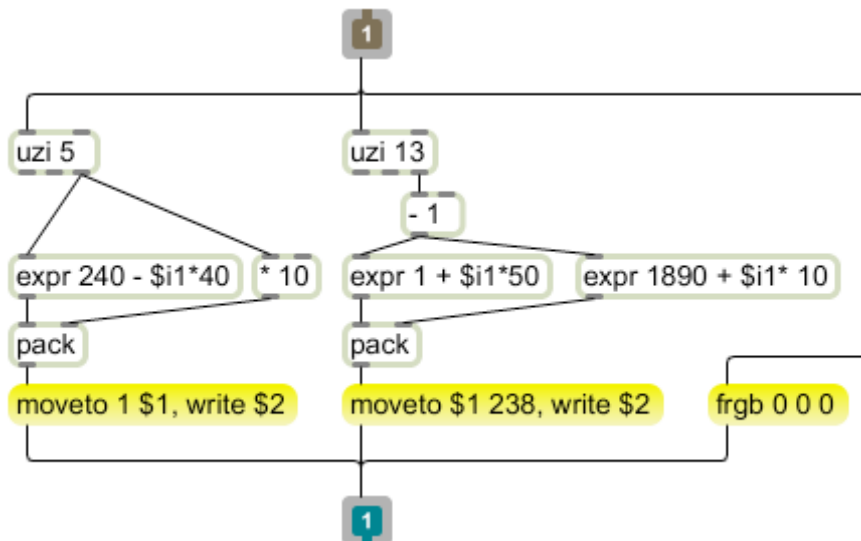 1
uzi 5
uzi 13
- 1
expr 240 - $i1*40
* 10
expr 1 + $i1*50
expr 1890 + $i1* 10
pack
pack
moveto 1 $1, write $2
moveto $1 238, write $2
frgb 0 0 0
1